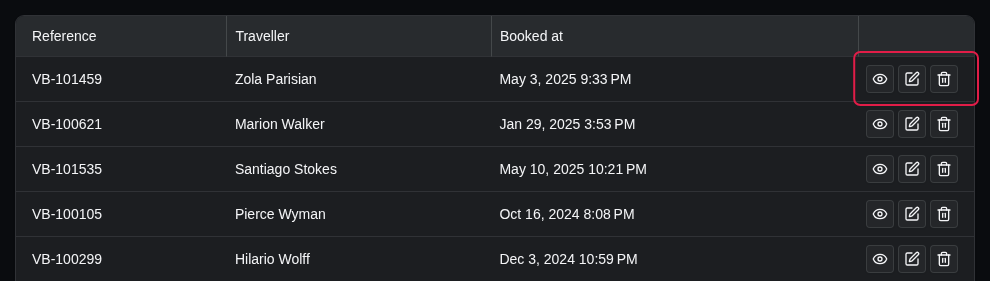 Reference Traveller Booked at
VB-101459 Zola Parisian May 3, 2025 9:33 PM
VB-100621 Marion Walker Jan 29, 2025 3:53 PM
VB-101535 Santiago Stokes May 10, 2025 10:21 PM
VB-100105 Pierce Wyman Oct 16, 2024 8:08 PM
VB-100299 Hilario Wolff Dec 3, 2024 10:59 PM